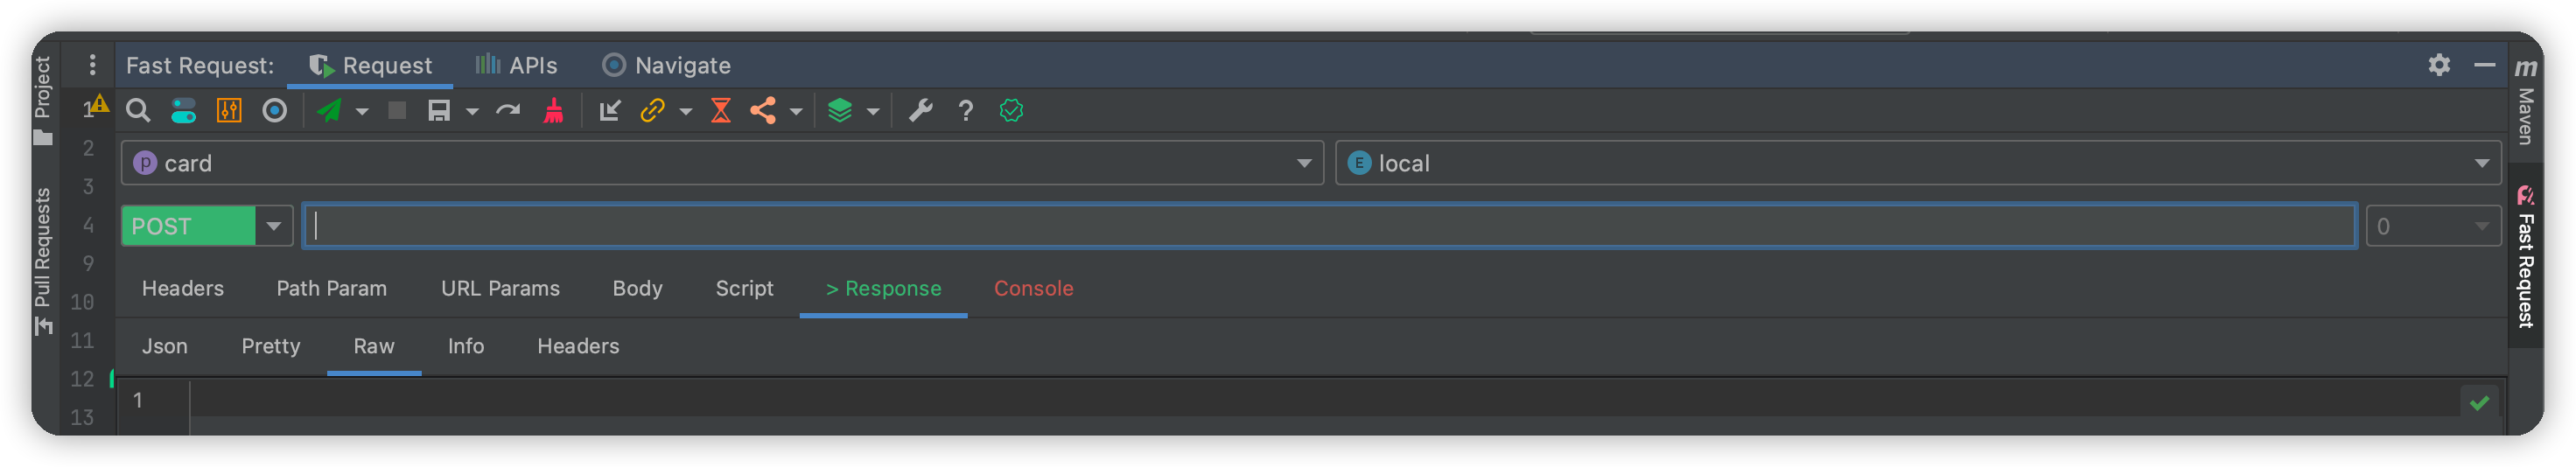 Fast Request: Request APIs Navigate
p card E local
POST 0
Headers Path Param URL Params Body Script > Response Console
Json Pretty Raw Info Headers
1
1
2
3
4
9
10
11
12
13
Project
Pull Requests
m Maven
Fast Request